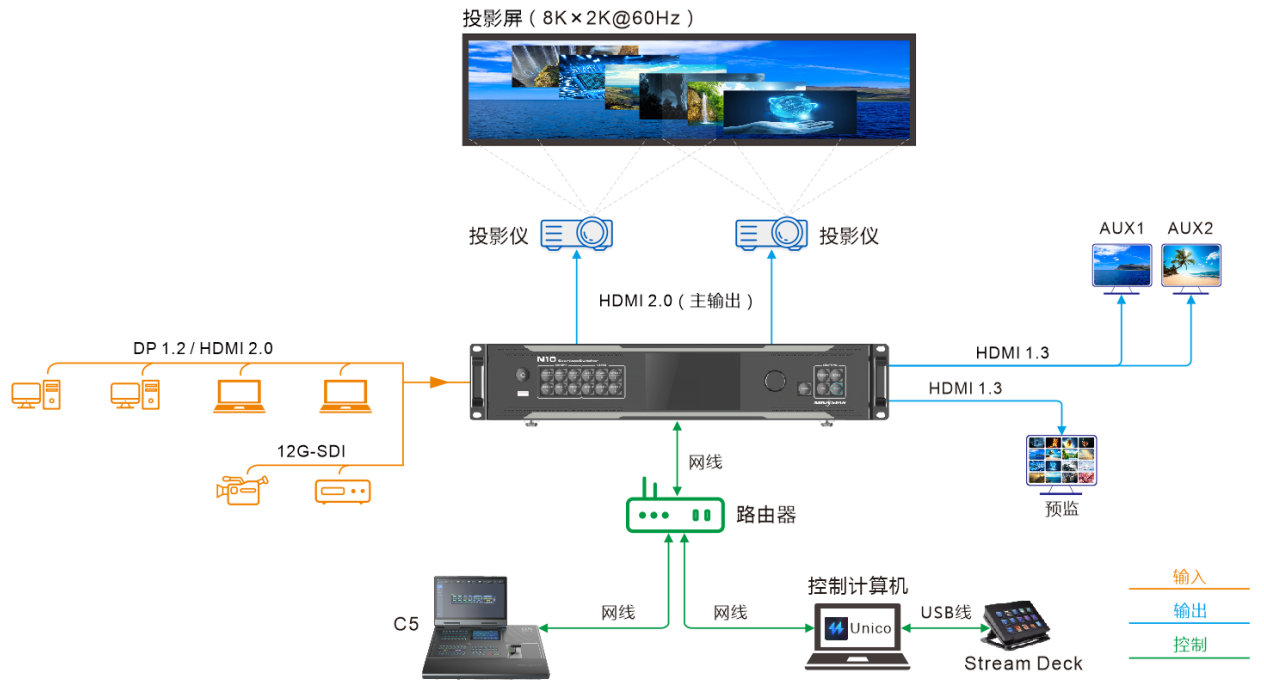 投影屏（8K×2K@60Hz）
投影仪
投影仪
AUX1
AUX2
HDMI 2.0（主输出）
DP 1.2 / HDMI 2.0
N10
HDMI 1.3
HDMI 1.3
12G-SDI
网线
路由器
预监
控制计算机
C5
网线
网线
Unico
USB线
Stream Deck
输入
输出
控制